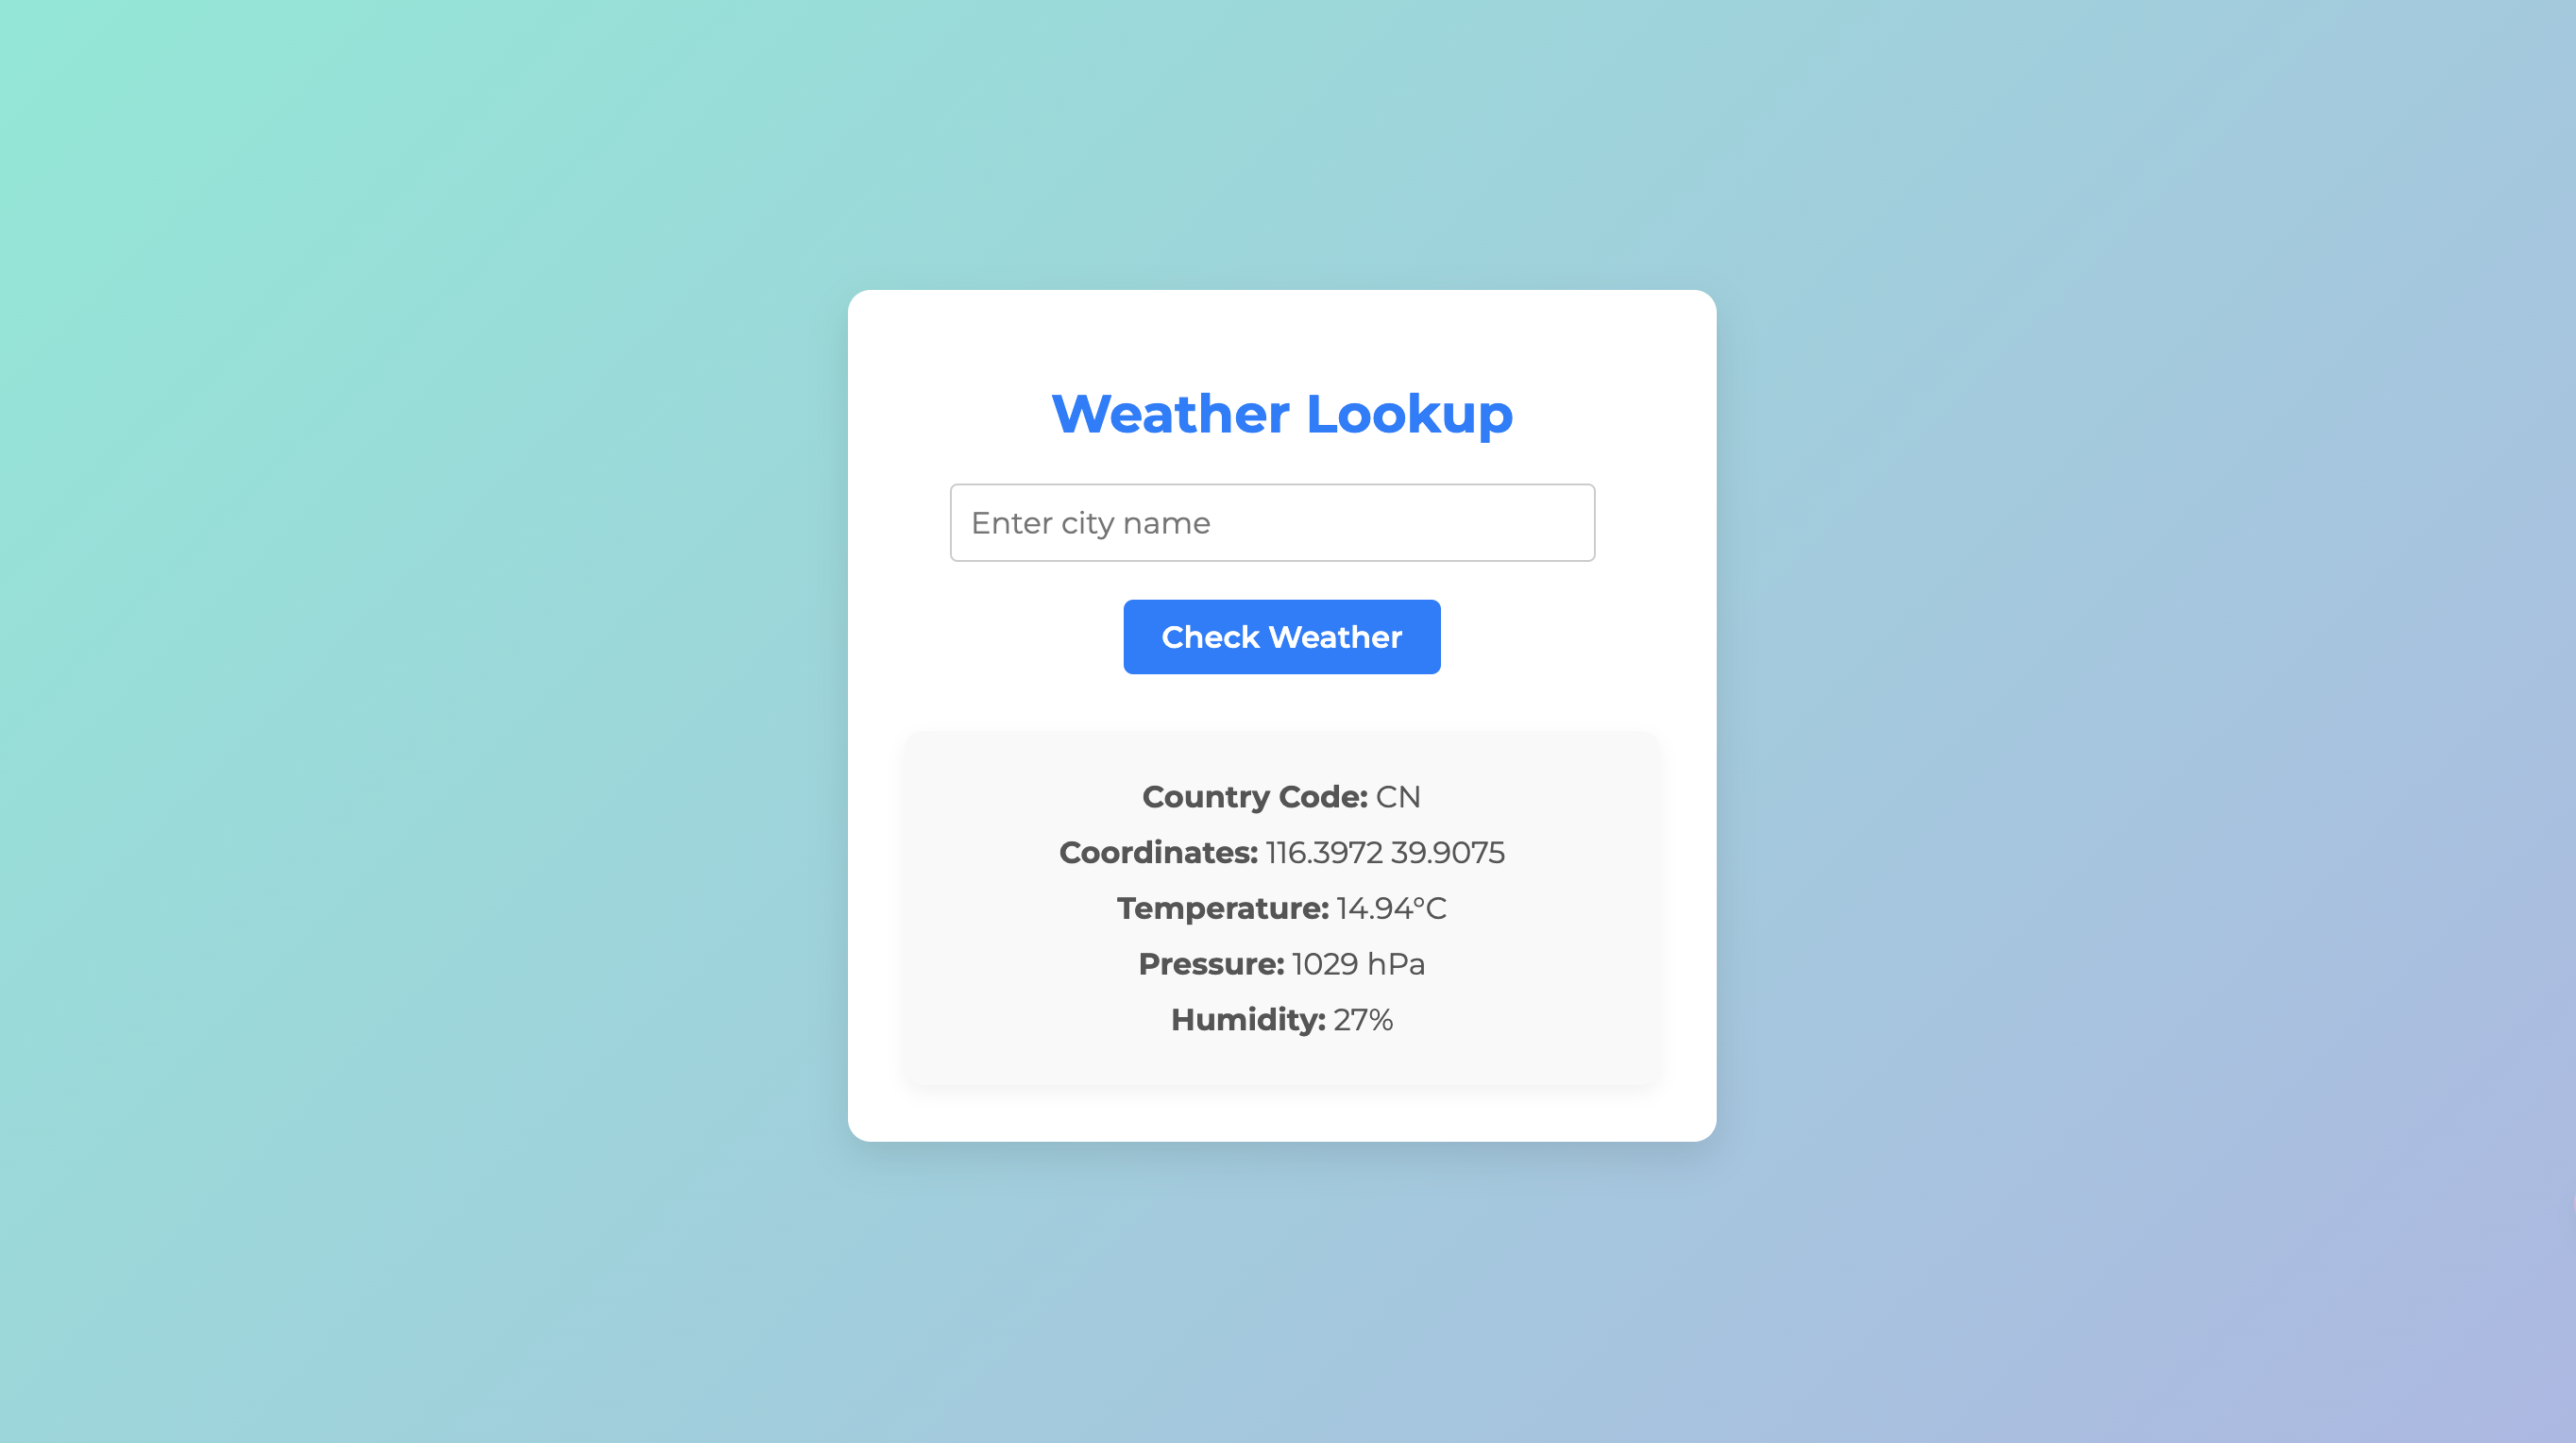 Weather Lookup
Enter city name
Check Weather
Country Code: CN
Coordinates: 116.3972 39.9075
Temperature: 14.94°C
Pressure: 1029 hPa
Humidity: 27%